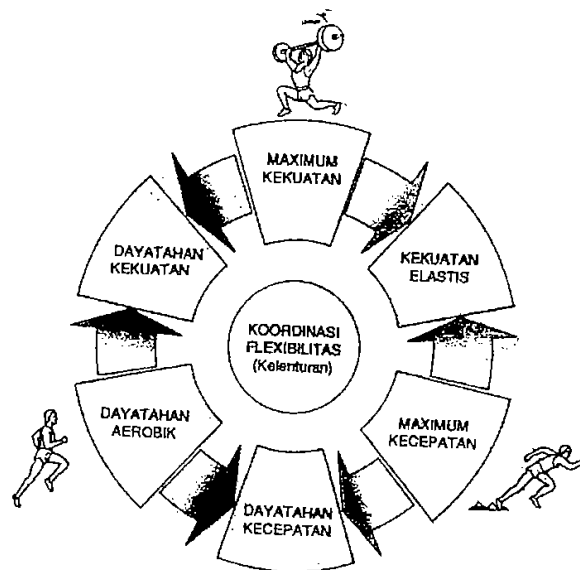 MAXIMUM
KEKUATAN
DAYATAHAN
KEKUATAN
KEKUATAN
ELASTIS
KOORDINASI
FLEXIBILITAS
(Kelenturan)
DAYATAHAN
AEROBIK
MAXIMUM
KECEPATAN
DAYATAHAN
KECEPATAN